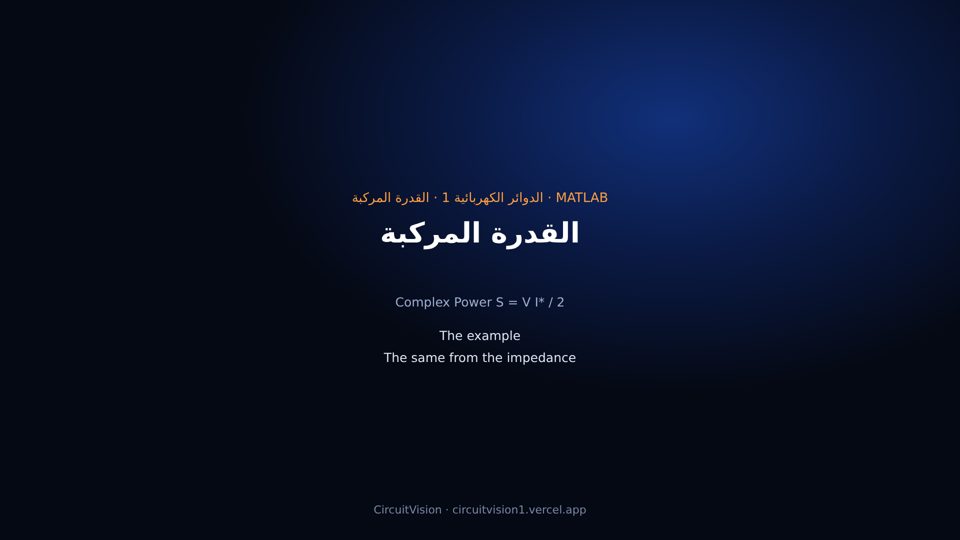 MATLAB · الدوائر الكهربائية 1 · القدرة المركبة
القدرة المركبة
Complex Power S = V I* / 2
The example
The same from the impedance
CircuitVision · circuitvision1.vercel.app